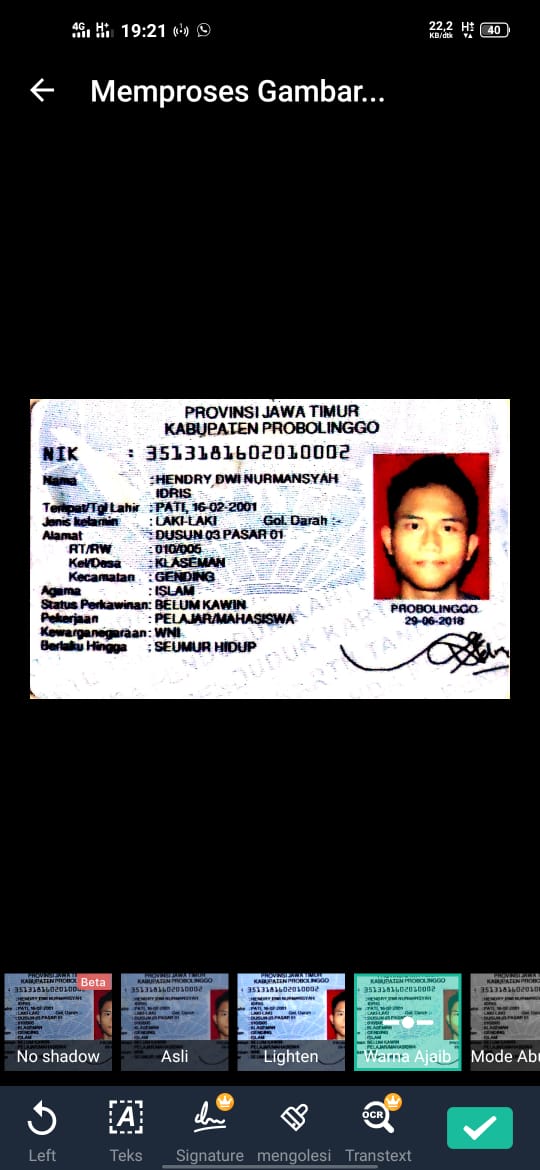 4G H+ 19:21 22,2 KB/dtk H+ 40
Memproses Gambar...
PROVINSI JAWA TIMUR
KABUPATEN PROBOLINGGO
NIK : 3513181602010002
Nama : HENDRY DWI NURMANSYAH
IDRIS
Tempat/Tgl Lahir : PATI, 16-02-2001
Jenis kelamin : LAKI-LAKI Gol. Darah :-
Alamat : DUSUN 03 PASAR 01
RT/RW : 010/005
Kel/Desa : KLASEMAN
Kecamatan : GENDING
Agama : ISLAM
Status Perkawinan: BELUM KAWIN
Pekerjaan : PELAJAR/MAHASISWA
Kewarganegaraan: WNI
Berlaku Hingga : SEUMUR HIDUP
PROBOLINGGO
29-06-2018
Beta
No shadow Asli Lighten Warna Ajaib Mode Abu
A OCR
Left Teks Signature mengolesi Transtext